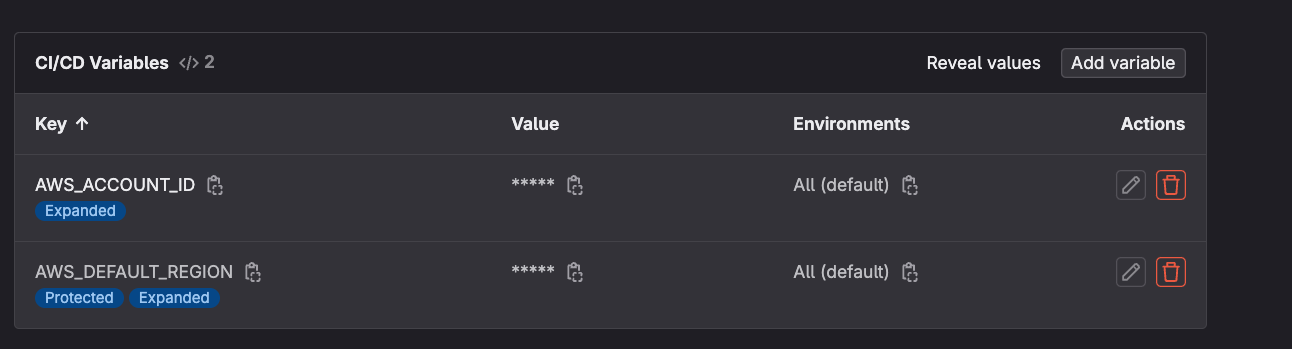 CI/CD Variables </> 2 Reveal values Add variable
Key ↑ Value Environments Actions
AWS_ACCOUNT_ID ***** All (default)
Expanded
AWS_DEFAULT_REGION ***** All (default)
Protected Expanded